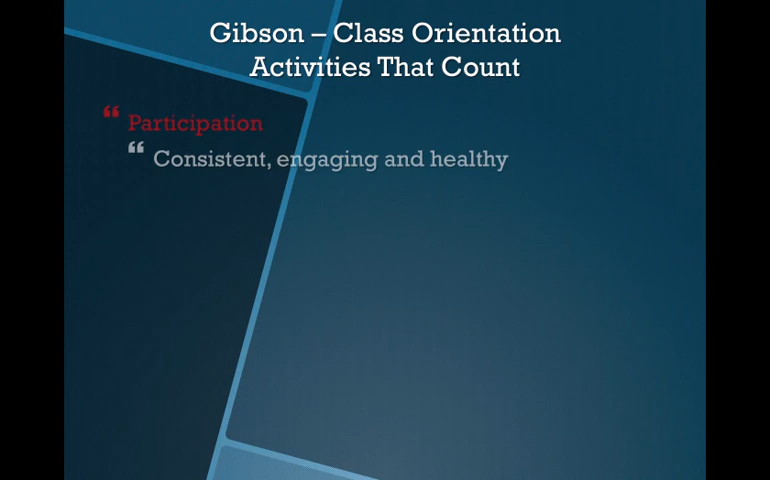 Gibson – Class Orientation
Activities That Count
“ Participation
“ Consistent, engaging and healthy